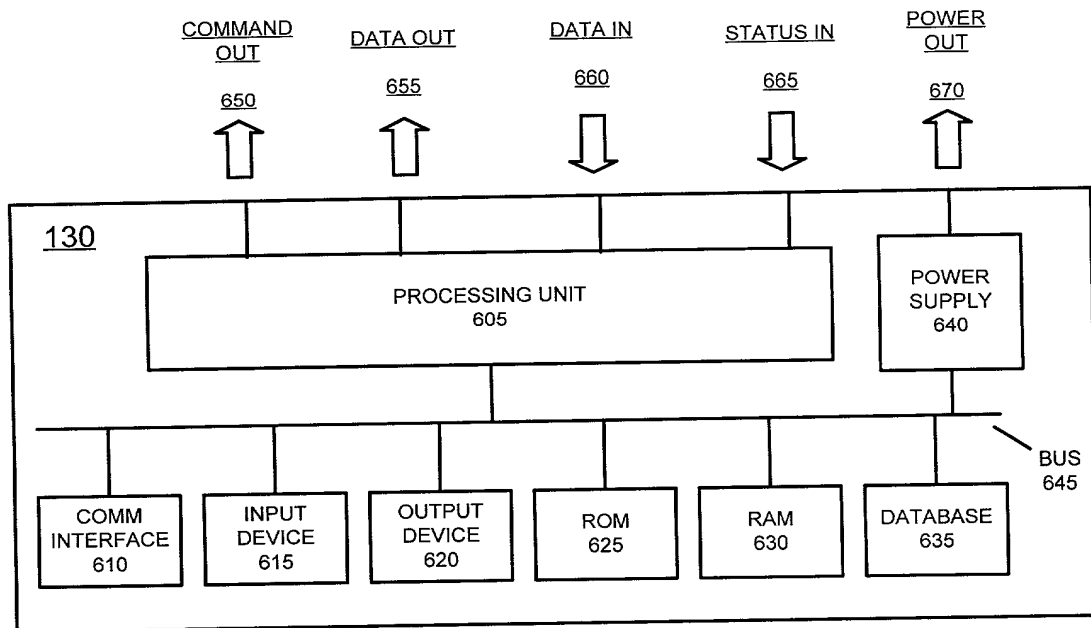 COMMAND OUT
650
DATA OUT
655
DATA IN
660
STATUS IN
665
POWER OUT
670
130
PROCESSING UNIT
605
POWER SUPPLY
640
BUS
645
COMM INTERFACE
610
INPUT DEVICE
615
OUTPUT DEVICE
620
ROM
625
RAM
630
DATABASE
635